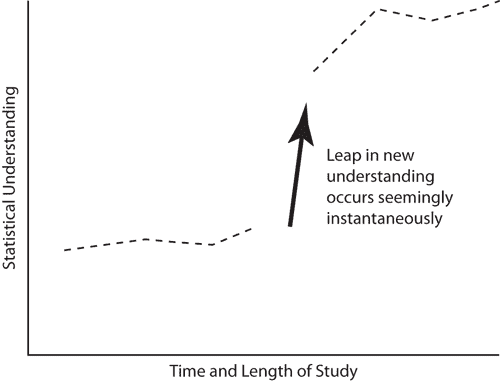 Statistical Understanding
Leap in new
understanding
occurs seemingly
instantaneously
Time and Length of Study